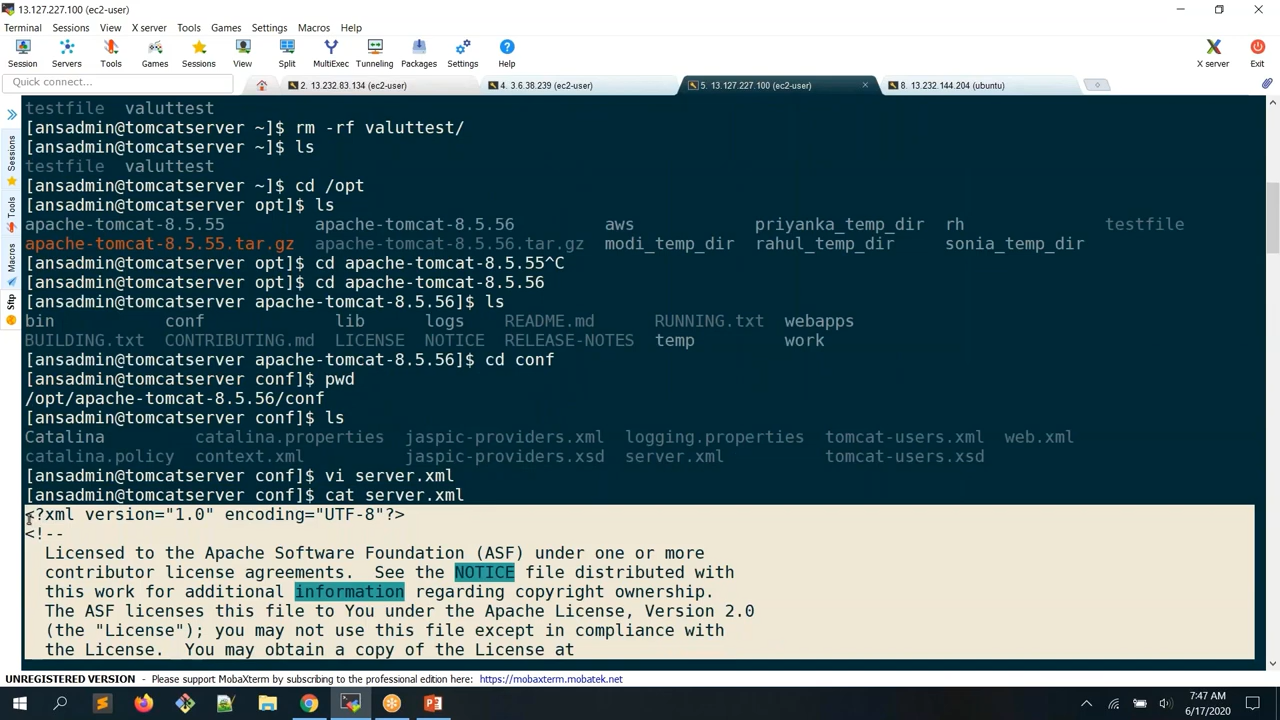 13.127.227.100 (ec2-user)
Terminal Sessions View X server Tools Games Settings Macros Help
Session Servers Tools Games Sessions View Split MultiExec Tunneling Packages Settings Help X server Exit
Quick connect...
2. 13.232.83.134 (ec2-user)
4. 3.6.38.239 (ec2-user)
5. 13.127.227.100 (ec2-user)
8. 13.232.144.204 (ubuntu)
Sessions
Tools
Macros
Sftp
testfile valuttest
[ansadmin@tomcatserver ~]$ rm -rf valuttest/
[ansadmin@tomcatserver ~]$ ls
testfile valuttest
[ansadmin@tomcatserver ~]$ cd /opt
[ansadmin@tomcatserver opt]$ ls
apache-tomcat-8.5.55 apache-tomcat-8.5.56 aws priyanka_temp_dir rh testfile
apache-tomcat-8.5.55.tar.gz apache-tomcat-8.5.56.tar.gz modi_temp_dir rahul_temp_dir sonia_temp_dir
[ansadmin@tomcatserver opt]$ cd apache-tomcat-8.5.55^C
[ansadmin@tomcatserver opt]$ cd apache-tomcat-8.5.56
[ansadmin@tomcatserver apache-tomcat-8.5.56]$ ls
bin conf lib logs README.md RUNNING.txt webapps
BUILDING.txt CONTRIBUTING.md LICENSE NOTICE RELEASE-NOTES temp work
[ansadmin@tomcatserver apache-tomcat-8.5.56]$ cd conf
[ansadmin@tomcatserver conf]$ pwd
/opt/apache-tomcat-8.5.56/conf
[ansadmin@tomcatserver conf]$ ls
Catalina catalina.properties jaspic-providers.xml logging.properties tomcat-users.xml web.xml
catalina.policy context.xml jaspic-providers.xsd server.xml tomcat-users.xsd
[ansadmin@tomcatserver conf]$ vi server.xml
[ansadmin@tomcatserver conf]$ cat server.xml
<?xml version="1.0" encoding="UTF-8"?>
<!--
Licensed to the Apache Software Foundation (ASF) under one or more
contributor license agreements. See the NOTICE file distributed with
this work for additional information regarding copyright ownership.
The ASF licenses this file to You under the Apache License, Version 2.0
(the "License"); you may not use this file except in compliance with
the License. You may obtain a copy of the License at
UNREGISTERED VERSION - Please support MobaXterm by subscribing to the professional edition here: https://mobaxterm.mobatek.net
7:47 AM
6/17/2020